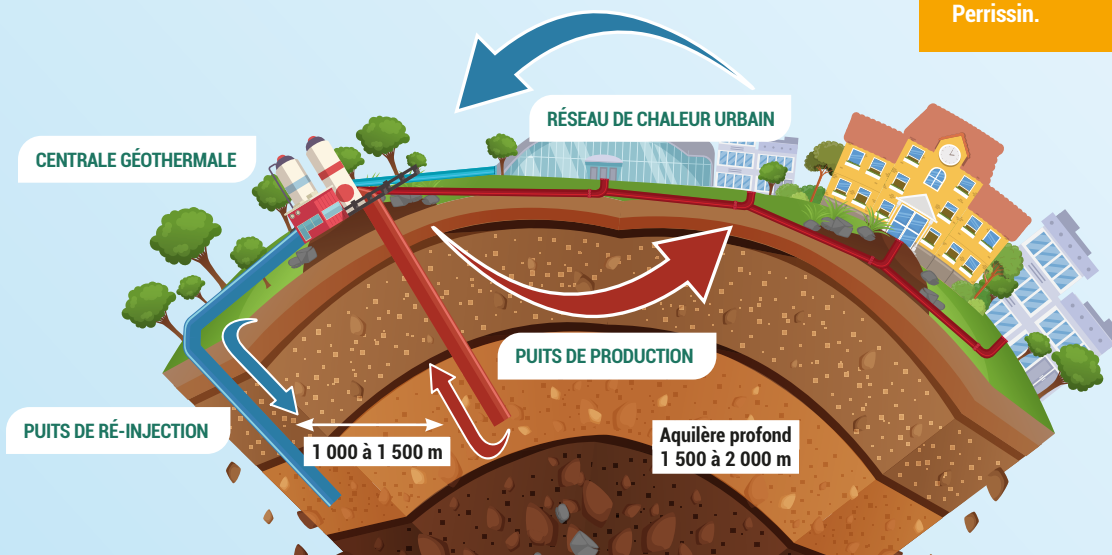 Perrissin.
RÉSEAU DE CHALEUR URBAIN
CENTRALE GÉOTHERMALE
PUITS DE PRODUCTION
PUITS DE RÉ-INJECTION
1 000 à 1 500 m
Aquilère profond
1 500 à 2 000 m